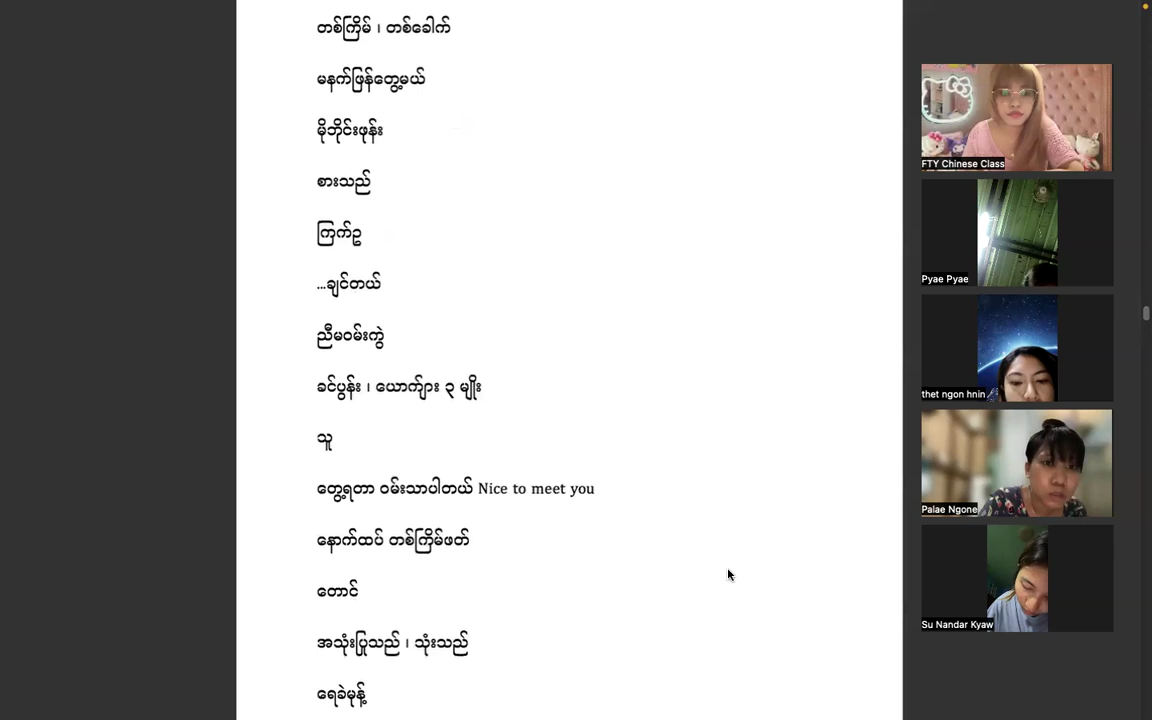 တစ်ကြိမ် ၊ တစ်ခေါက်
မနက်ဖြန်တွေ့မယ်
မိုဘိုင်းဖုန်း
စားသည်
ကြက်ဥ
...ချင်တယ်
ညီမဝမ်းကွဲ
ခင်ပွန်း ၊ ယောက်ျား ၃ မျိုး
သူ
တွေ့ရတာ ဝမ်းသာပါတယ် Nice to meet you
နောက်ထပ် တစ်ကြိမ်ဖတ်
တောင်
အသုံးပြုသည် ၊ သုံးသည်
ရေခဲမုန့်
FTY Chinese Class
Pyae Pyae
thet ngon hnin
Palae Ngone
Su Nandar Kyaw